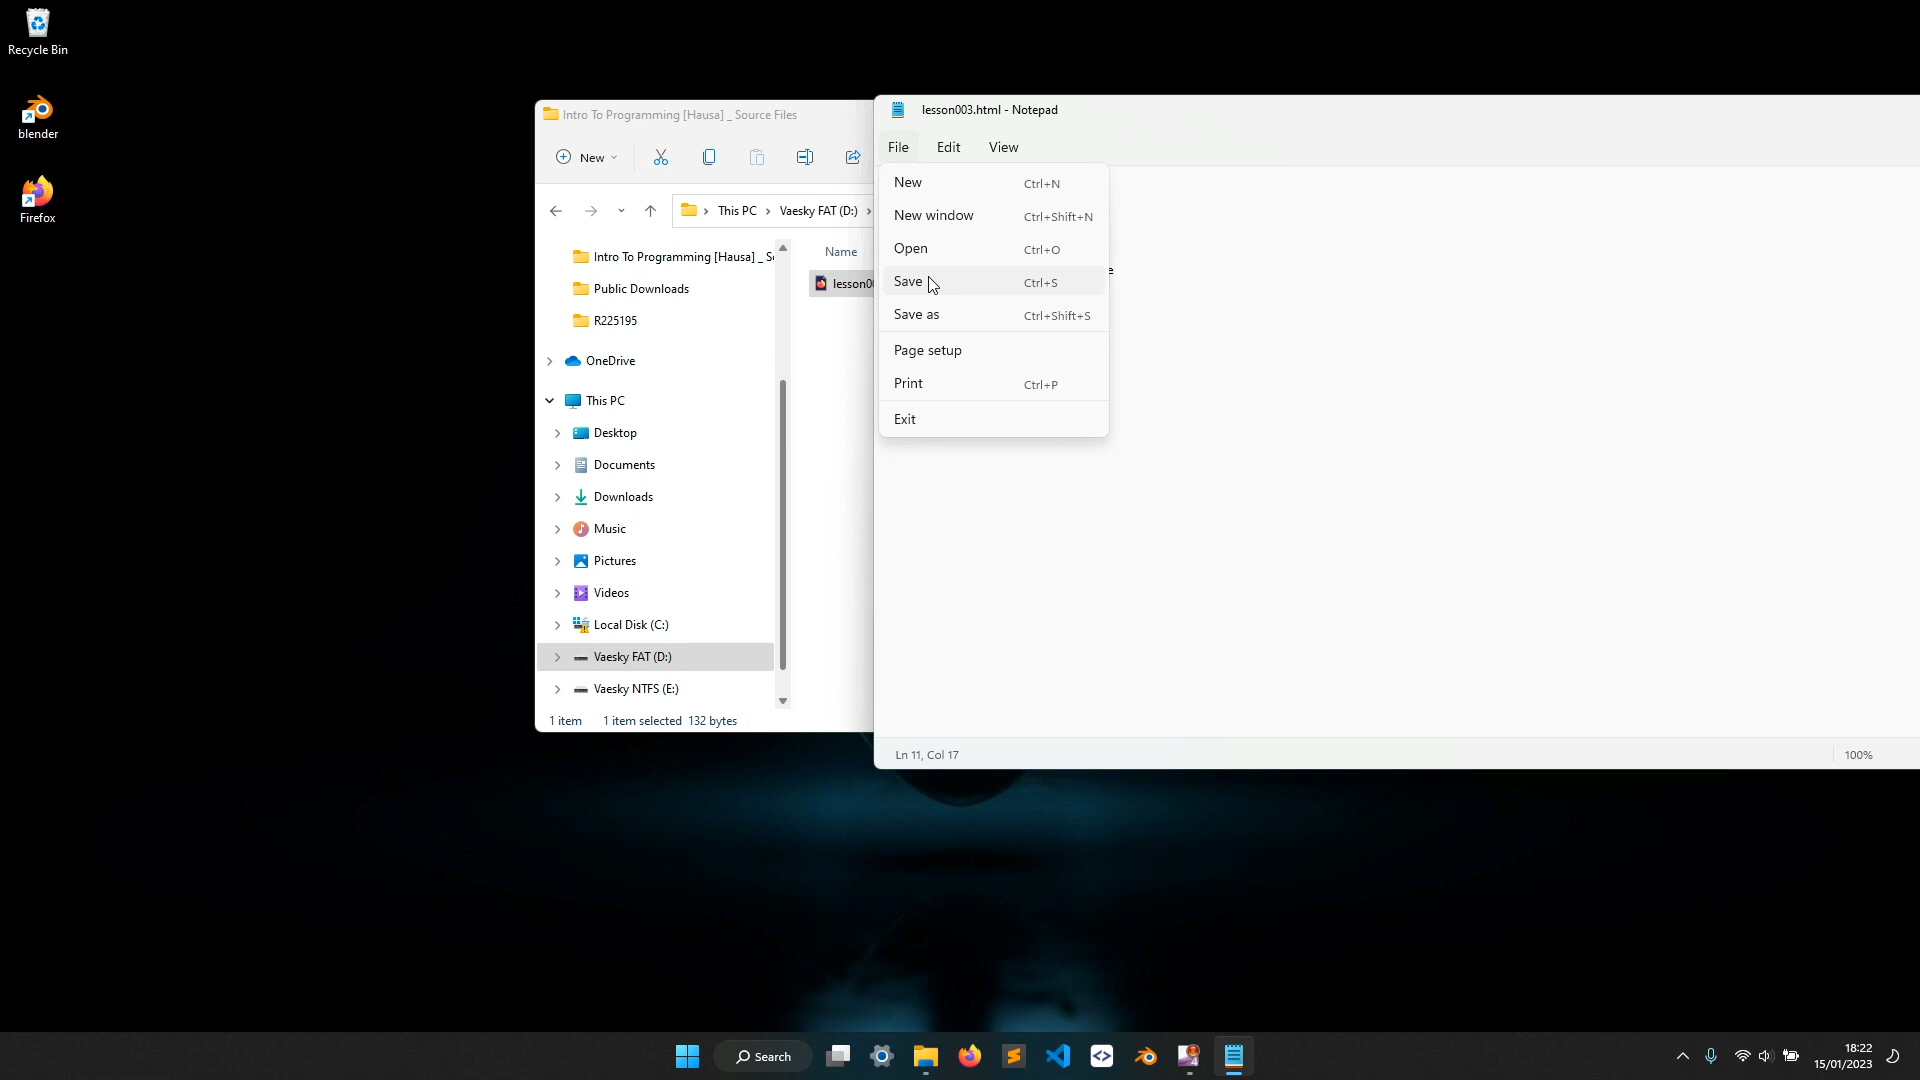 Recycle Bin
blender
Firefox
Intro To Programming [Hausa] _ Source Files
New
This PC
Vaesky FAT (D:)
Name
Intro To Programming [Hausa] _ S
lesson00
Public Downloads
R225195
OneDrive
This PC
Desktop
Documents
Downloads
Music
Pictures
Videos
Local Disk (C:)
Vaesky FAT (D:)
Vaesky NTFS (E:)
1 item 1 item selected 132 bytes
lesson003.html - Notepad
File Edit View
New Ctrl+N
New window Ctrl+Shift+N
Open Ctrl+O
Save Ctrl+S
Save as Ctrl+Shift+S
Page setup
Print Ctrl+P
Exit
e
Ln 11, Col 17
100%
Search
18:22
15/01/2023